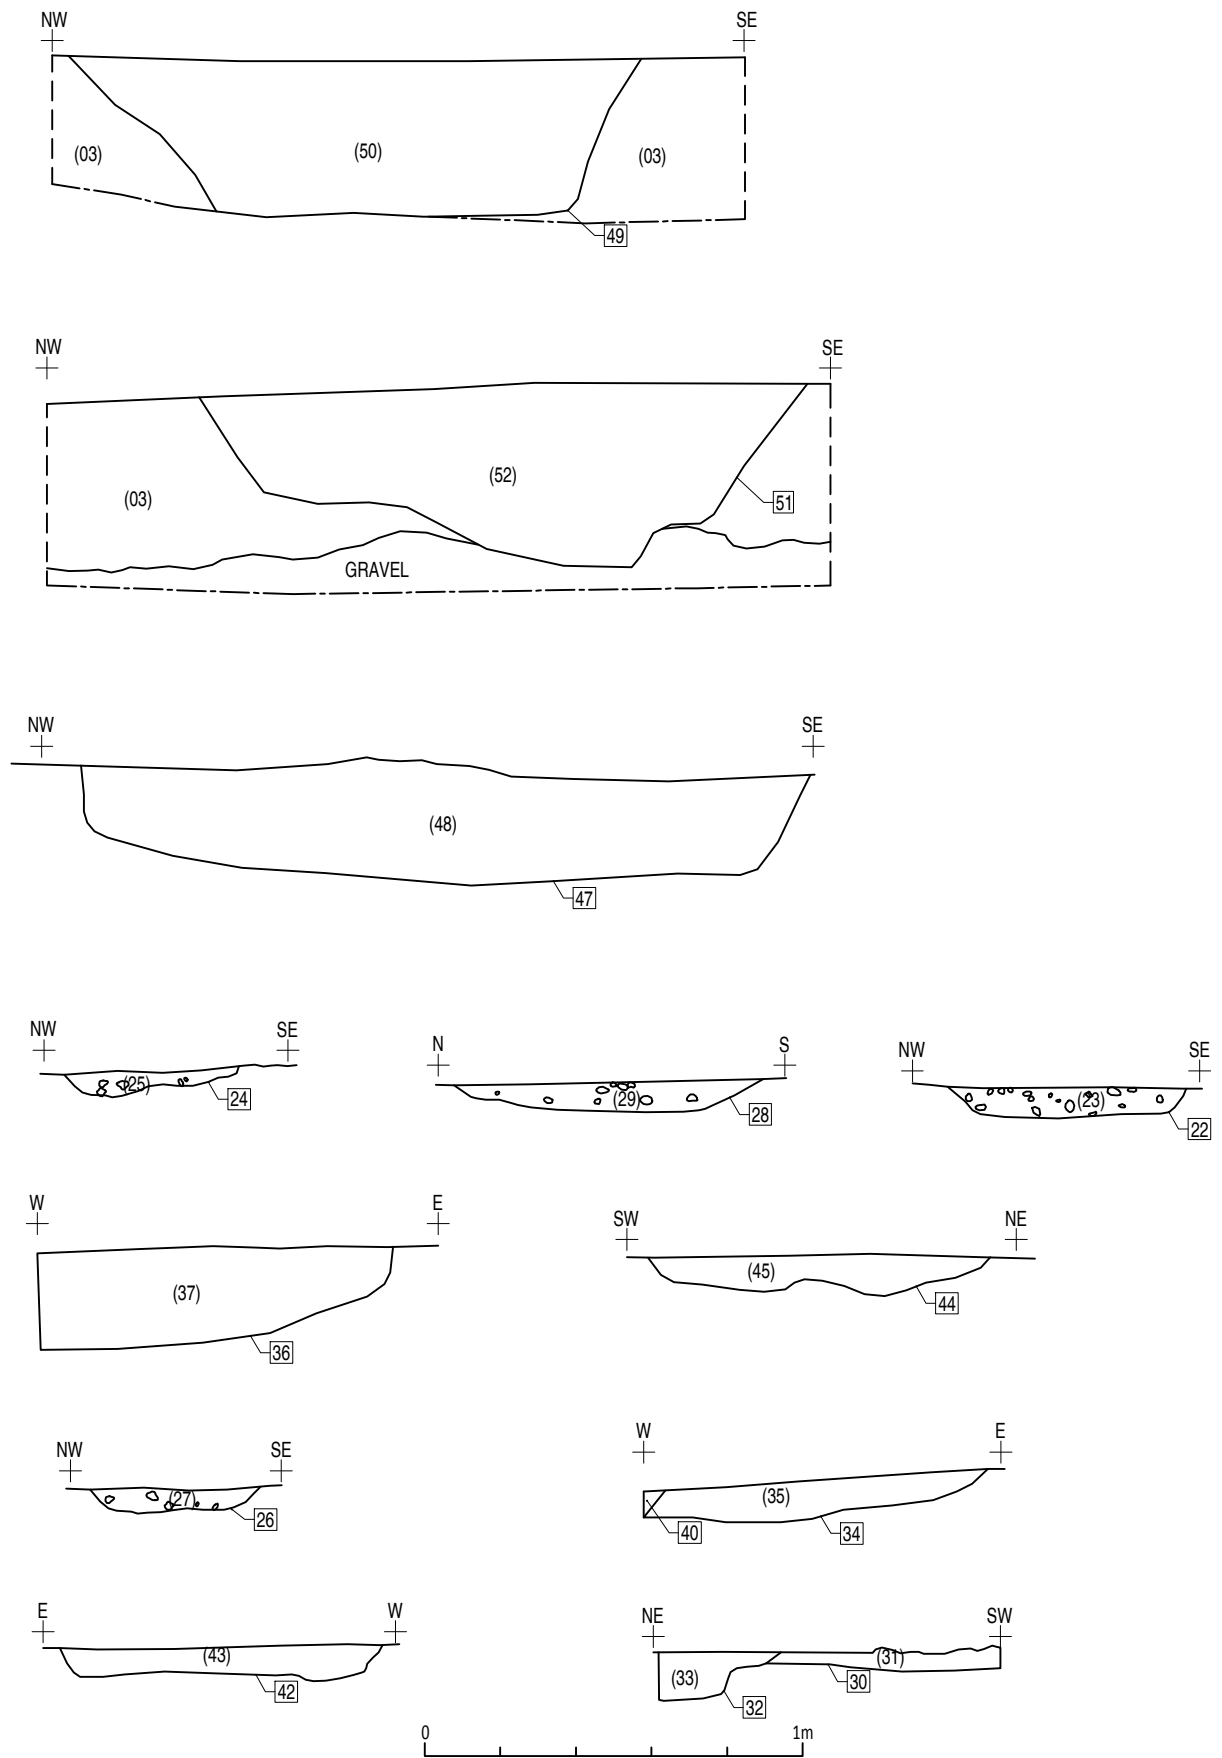 NW SE
(03) (50) (03)
49
NW SE
(03) (52) 51
GRAVEL
NW SE
(48)
47
NW SE
(25)
24
N S
(29)
28
NW SE
(23)
22
W E
(37)
36
SW NE
(45)
44
NW SE
(27)
26
W E
(35)
40 34
E W
(43)
42
NE SW
(33) (31)
32 30
0 1m